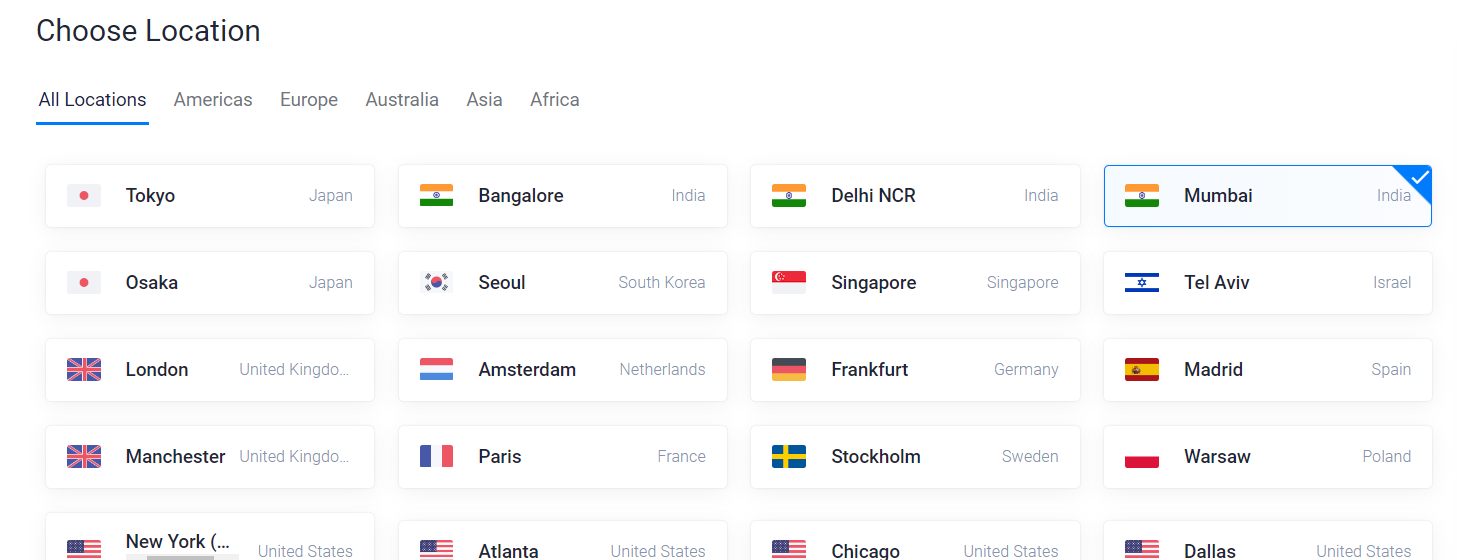 Choose Location
All Locations Americas Europe Australia Asia Africa
Tokyo Japan Bangalore India Delhi NCR India Mumbai India
Osaka Japan Seoul South Korea Singapore Singapore Tel Aviv Israel
London United Kingdo... Amsterdam Netherlands Frankfurt Germany Madrid Spain
Manchester United Kingdo... Paris France Stockholm Sweden Warsaw Poland
New York (... United States Atlanta United States Chicago United States Dallas United States